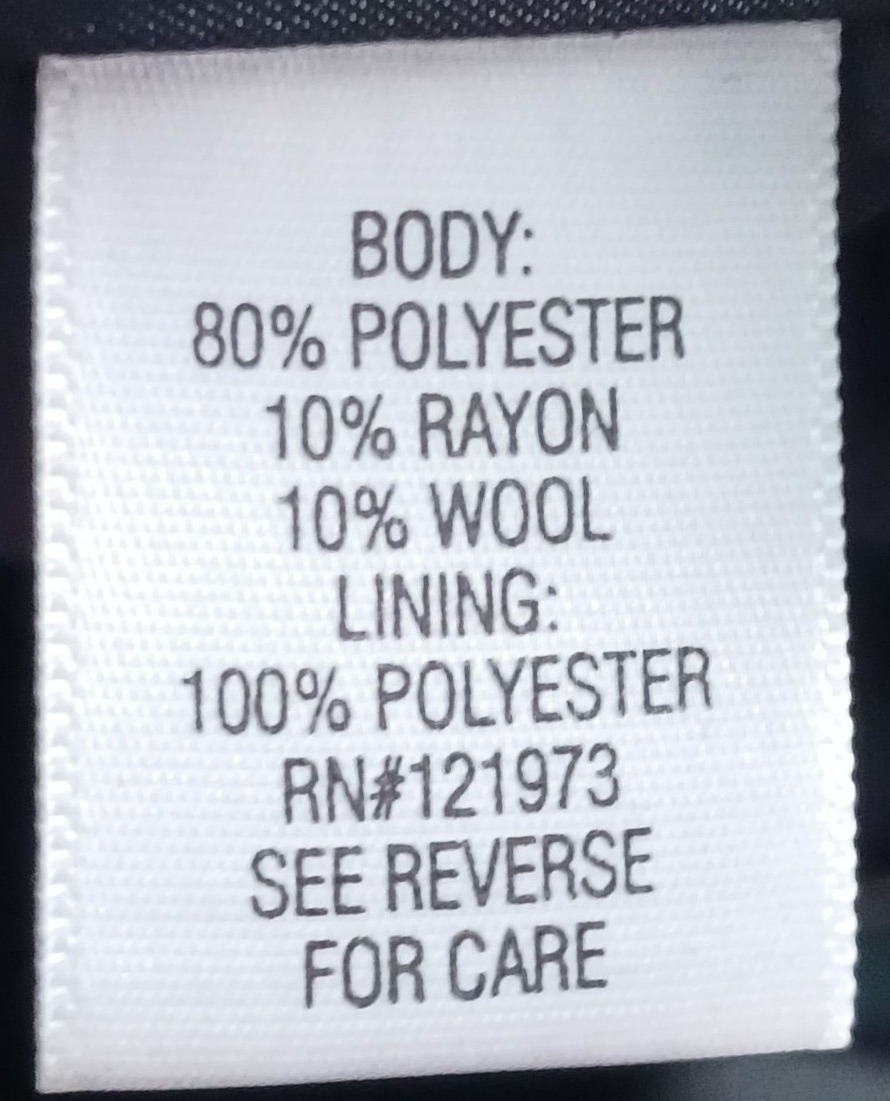 BODY:
80% POLYESTER
10% RAYON
10% WOOL
LINING:
100% POLYESTER
RN#121973
SEE REVERSE
FOR CARE